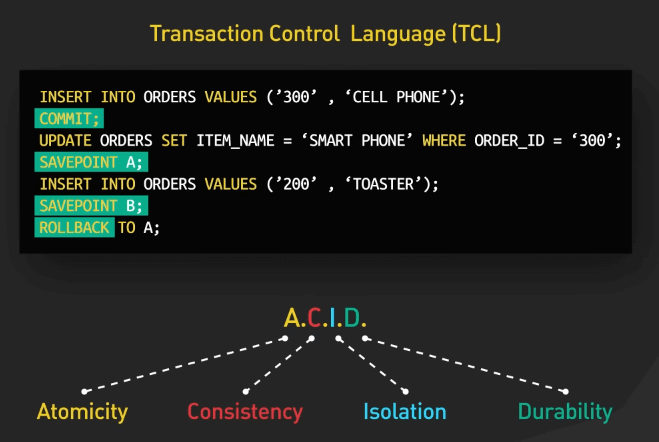 Transaction Control Language (TCL)
INSERT INTO ORDERS VALUES (’300’ , ‘CELL PHONE’);
COMMIT;
UPDATE ORDERS SET ITEM_NAME = ‘SMART PHONE’ WHERE ORDER_ID = ‘300’;
SAVEPOINT A;
INSERT INTO ORDERS VALUES (’200’ , ‘TOASTER’);
SAVEPOINT B;
ROLLBACK TO A;
A.C.I.D.
Atomicity Consistency Isolation Durability